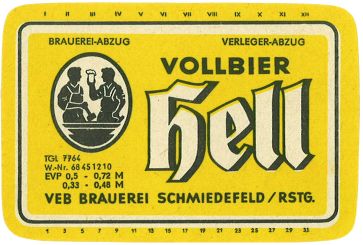 I II III IV V VI VII VIII IX X XI XII
BRAUEREI-ABZUG
VERLEGER-ABZUG
VOLLBIER
Hell
TGL 7764
W.-Nr. 68451210
EVP 0,5 - 0,72 M
0,33 - 0,48 M
VEB BRAUEREI SCHMIEDEFELD/RSTG.
1 3 5 7 9 11 13 15 17 19 21 23 25 27 29 31